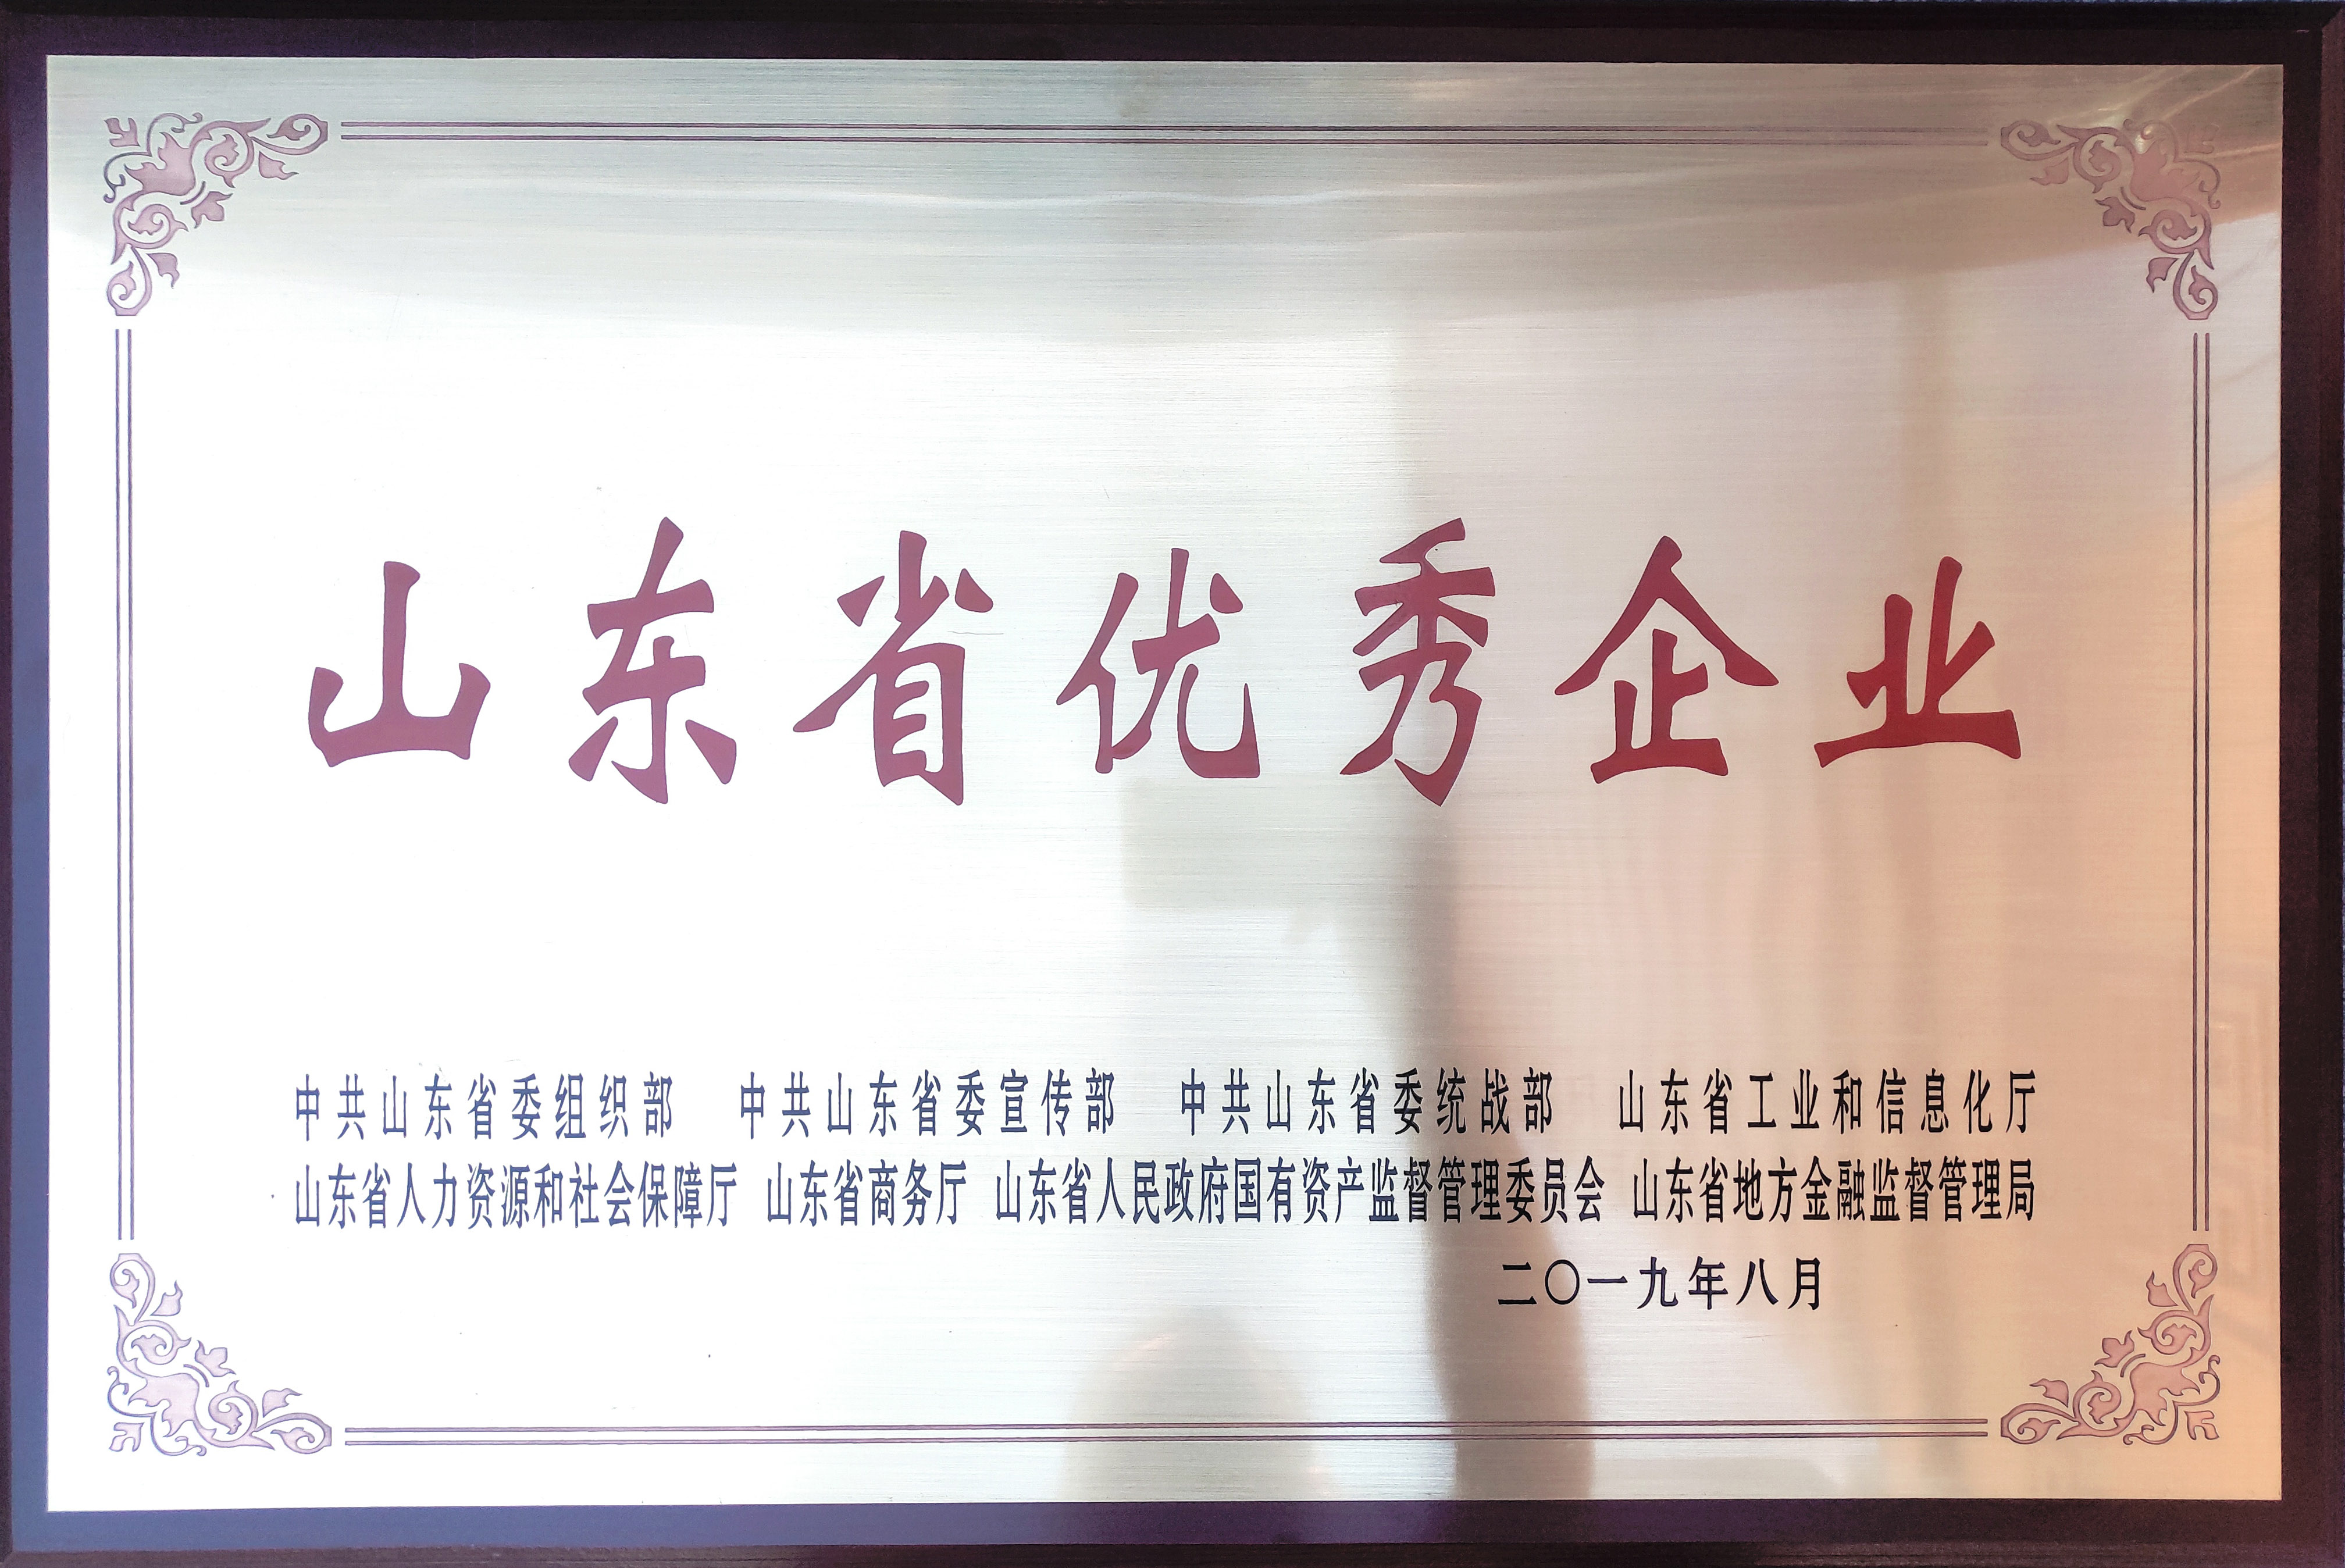 山东省优秀企业
中共山东省委组织部 中共山东省委宣传部 中共山东省委统战部 山东省工业和信息化厅
山东省人力资源和社会保障厅 山东省商务厅 山东省人民政府国有资产监督管理委员会 山东省地方金融监督管理局
二〇一九年八月